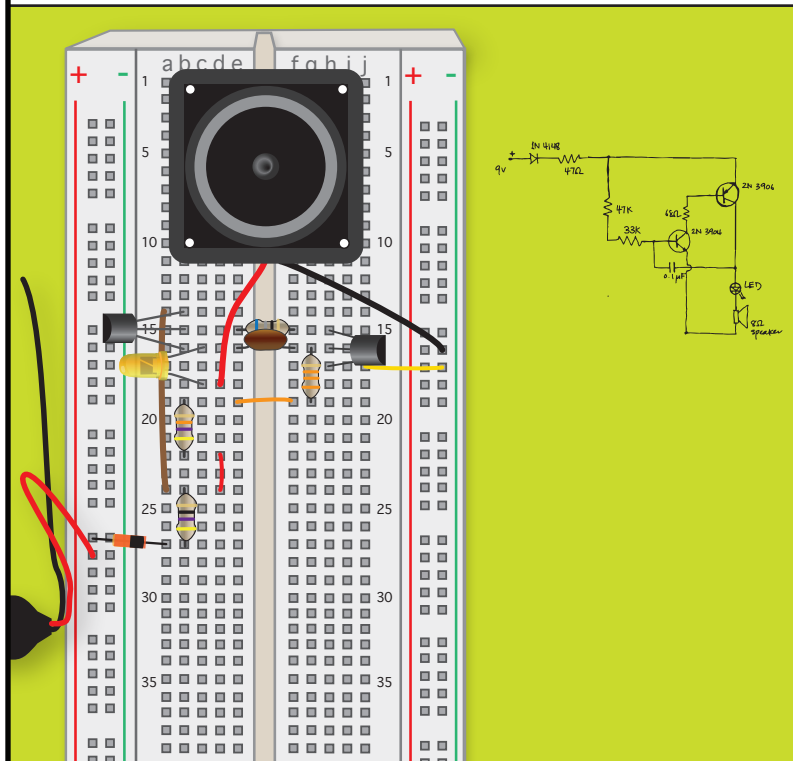 a b c d e f g h i j
+ - + -
1 1
5 5
10 10
15 15
20 20
25 25
30 30
35 35
+
9V
1N 4148
47Ω
47K
33K
68Ω
2N 3906
2N 3906
0.1µF
LED
8Ω
speaker